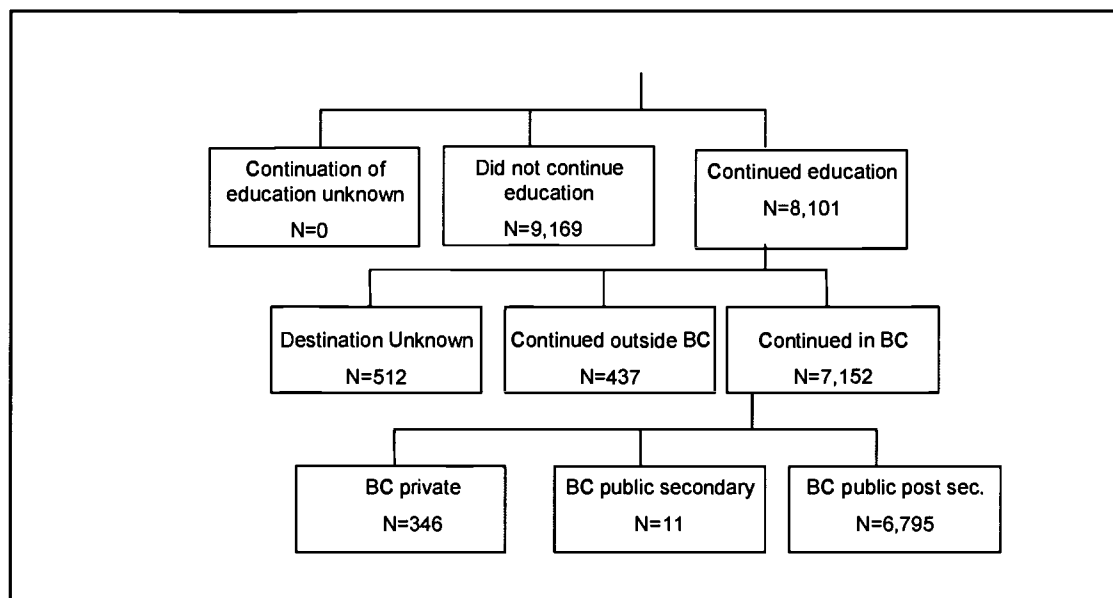 Continuation of
education unknown
N=0
Did not continue
education
N=9,169
Continued education
N=8,101
Destination Unknown
N=512
Continued outside BC
N=437
Continued in BC
N=7,152
BC private
N=346
BC public secondary
N=11
BC public post sec.
N=6,795